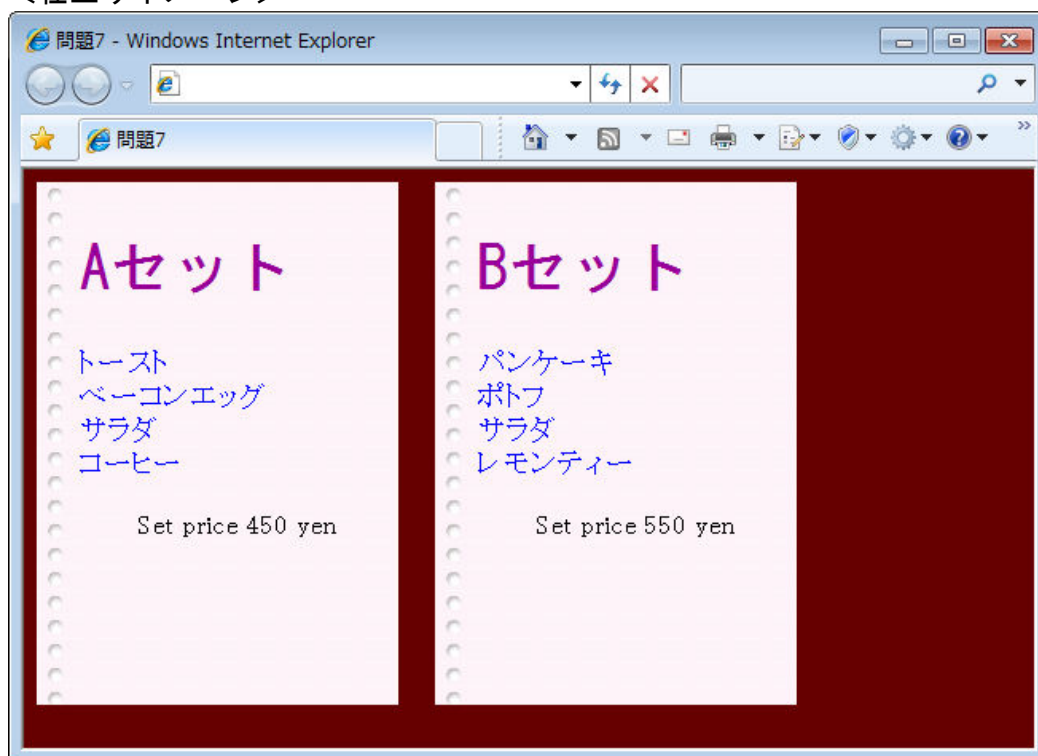 問題7 - Windows Internet Explorer
問題7
Aセット
トースト
ベーコンエッグ
サラダ
コーヒー
Set price 450 yen
Bセット
パンケーキ
ポトフ
サラダ
レモンティー
Set price 550 yen